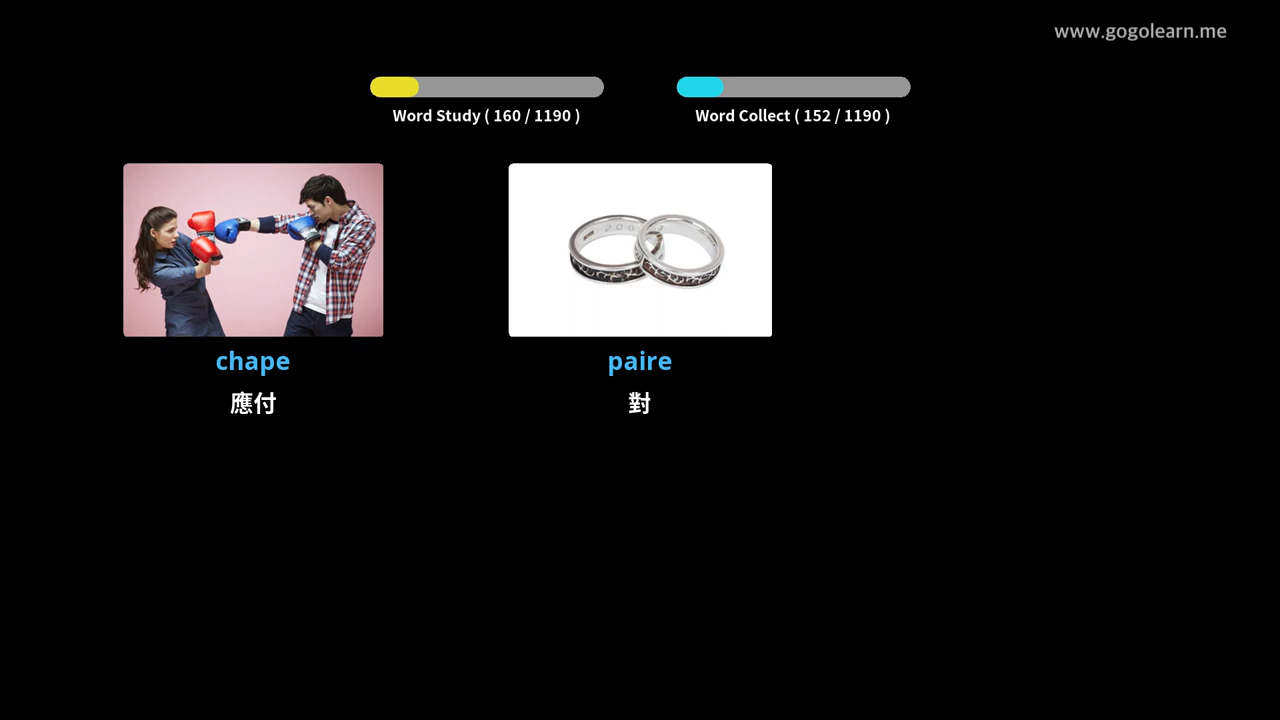 www.gogolearn.me
Word Study ( 160 / 1190 )
Word Collect ( 152 / 1190 )
chape
應付
paire
對